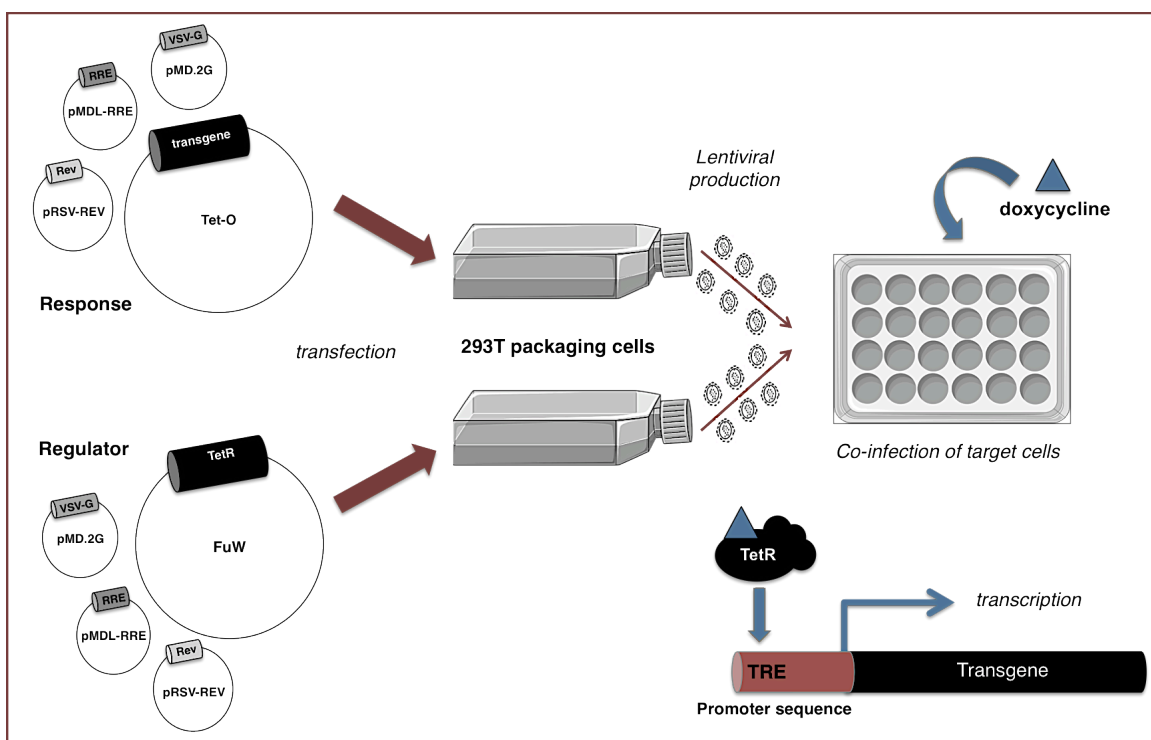 VSV-G
pMD.2G
RRE
pMDL-RRE
transgene
Rev
pRSV-REV
Tet-O
Response
transfection
293T packaging cells
Lentiviral
production
doxycycline
Co-infection of target cells
Regulator
TetR
VSV-G
pMD.2G
FuW
RRE
pMDL-RRE
Rev
pRSV-REV
TetR
transcription
TRE
Transgene
Promoter sequence